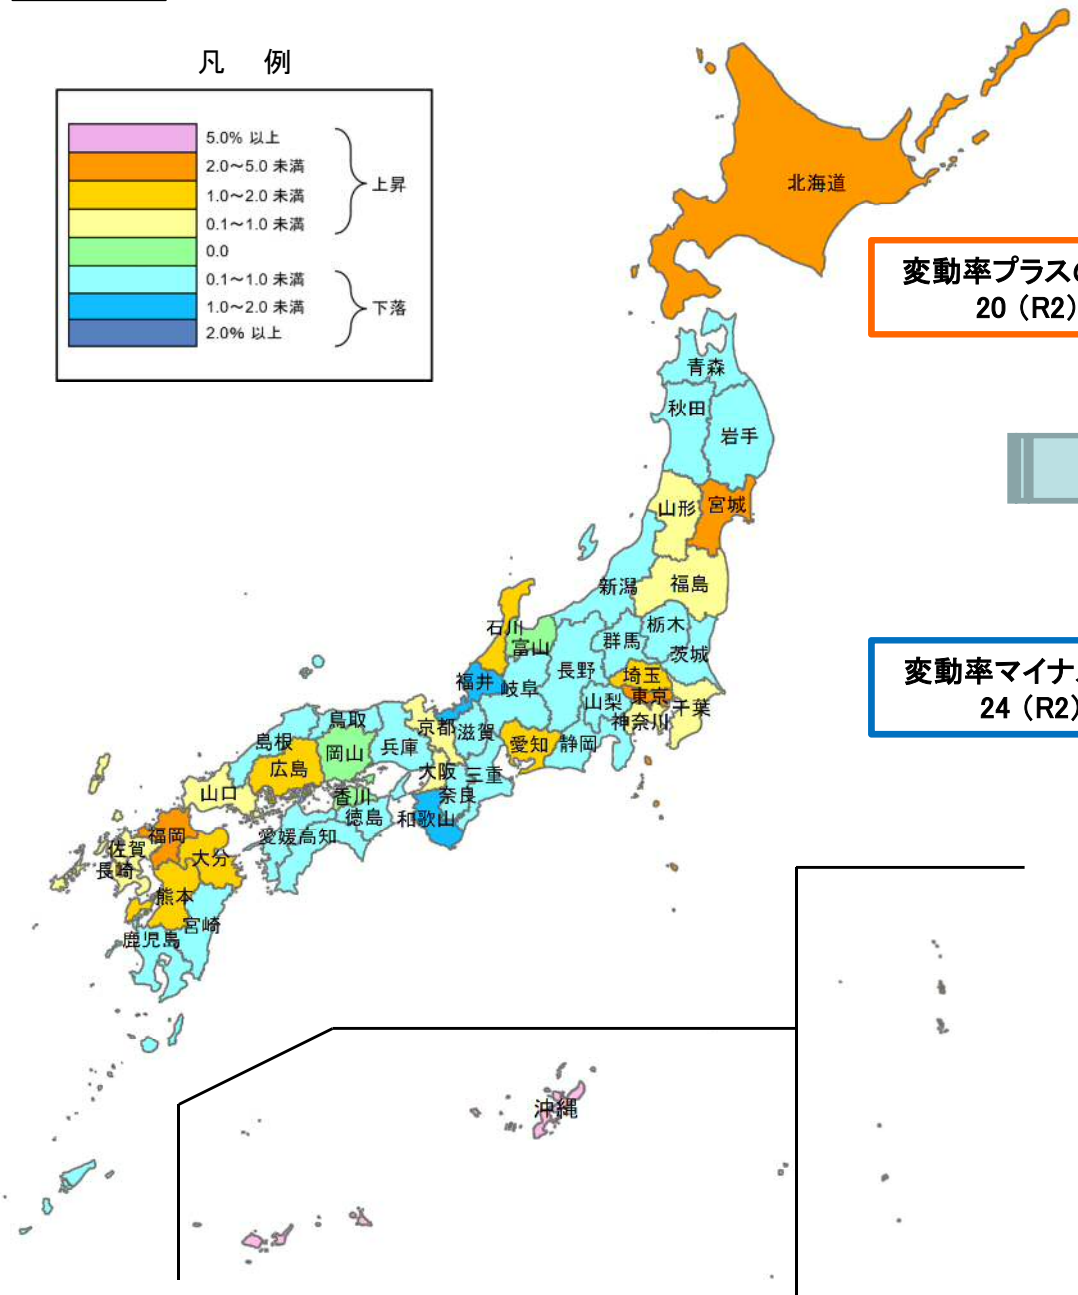 凡 例
5.0% 以上
2.0～5.0 未満
1.0～2.0 未満
0.1～1.0 未満
上昇
0.0
0.1～1.0 未満
1.0～2.0 未満
2.0% 以上
下落
北海道
変動率プラスの
20 (R2)
青森
秋田
岩手
山形
宮城
新潟
福島
石川
富山
群馬
栃木
茨城
長野
福井
岐阜
埼玉
東京
山梨
千葉
神奈川
変動率マイナス
24 (R2)
鳥取
京都
滋賀
島根
兵庫
岡山
広島
愛知
静岡
大阪
三重
奈良
山口
香川
徳島
和歌山
愛媛
高知
福岡
佐賀
大分
長崎
熊本
宮崎
鹿児島
沖縄